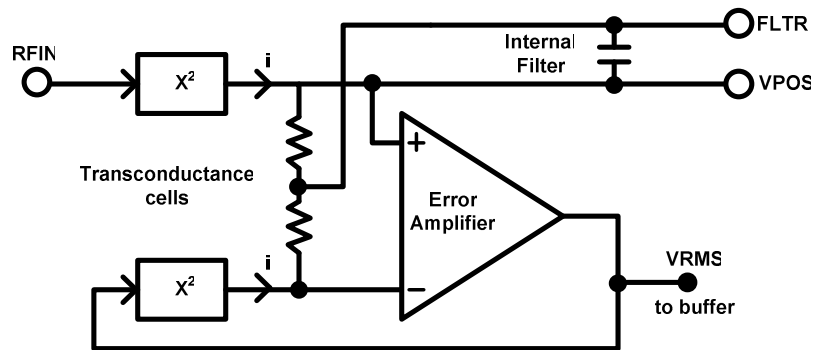 RFIN
X²
i
Internal
Filter
FLTR
VPOS
Transconductance
cells
+
Error
Amplifier
−
X²
i
VRMS
to buffer